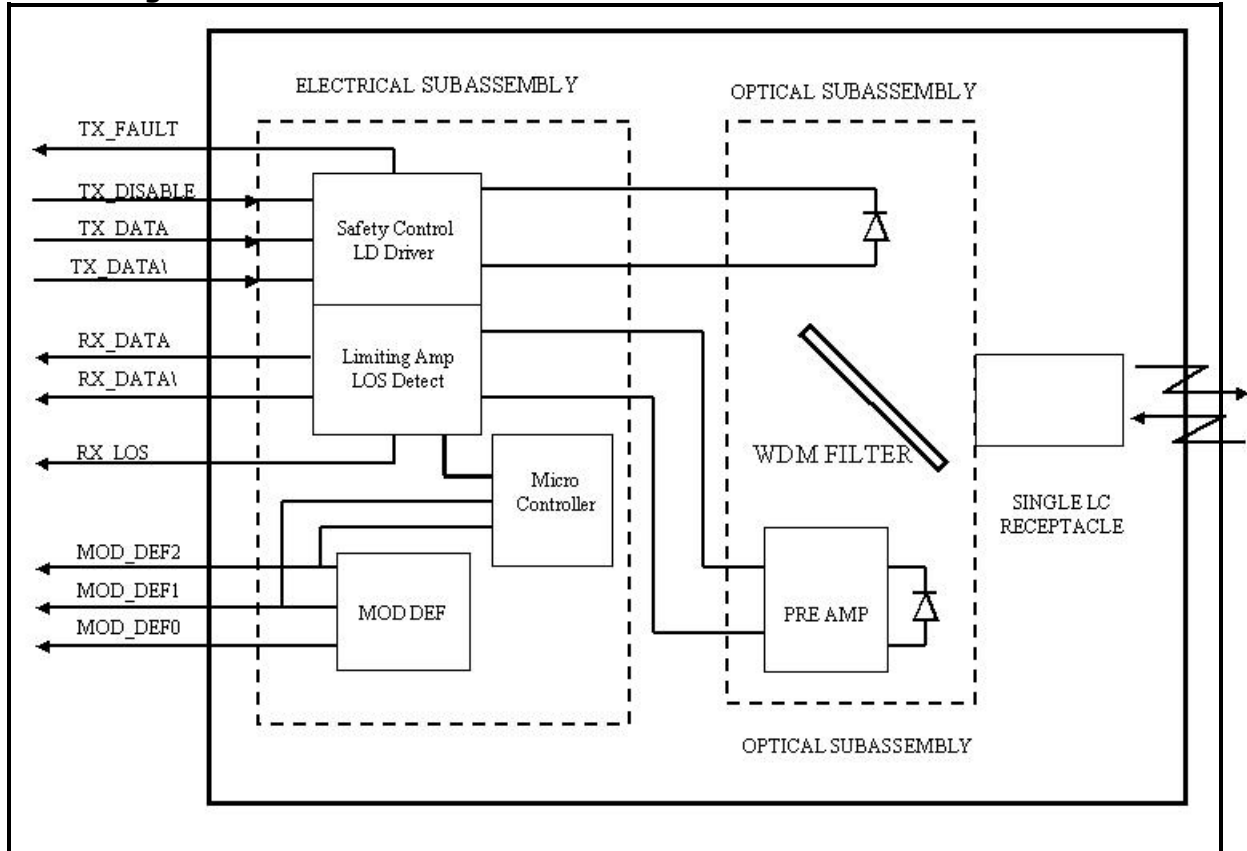 ELECTRICAL SUBASSEMBLY
OPTICAL SUBASSEMBLY
TX_FAULT
TX_DISABLE
TX_DATA
TX_DATA\
Safety Control
LD Driver
RX_DATA
RX_DATA\
Limiting Amp
LOS Detect
RX_LOS
WDM FILTER
Micro
Controller
SINGLE LC
RECEPTACLE
MOD_DEF2
MOD_DEF1
MOD_DEF0
MOD DEF
PRE AMP
OPTICAL SUBASSEMBLY